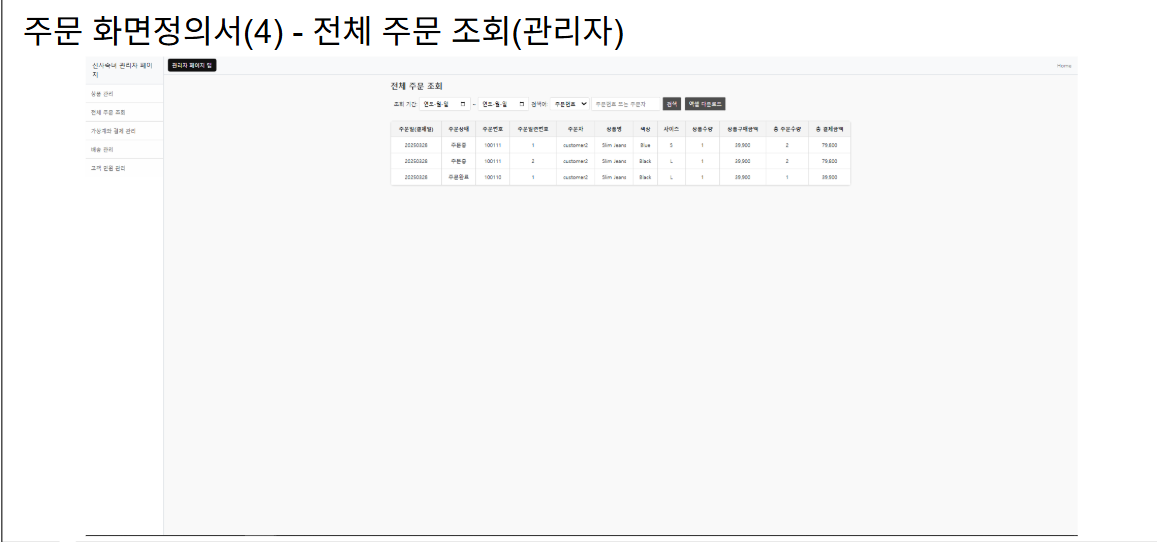 주문 화면정의서(4) - 전체 주문 조회(관리자)
신사숙녀 관리자 페이지
관리자 페이지 탑
Home
상품 관리
전체 주문 조회
가상계좌 결제 관리
배송 관리
고객 반품 관리
전체 주문 조회
조회 기간 연도-월-일 - 연도-월-일 검색어 주문번호 주문번호 또는 주문자 검색 엑셀 다운로드
주문일(결제일) 주문상태 주문번호 주문일련번호 주문자 상품명 색상 사이즈 상품수량 상품구매금액 총 주문수량 총 결제금액
20250328 주문중 100111 1 customer2 Slim Jeans Blue S 1 39,900 2 79,800
20250328 주문중 100111 2 customer2 Slim Jeans Black L 1 39,900 2 79,800
20250328 주문완료 100110 1 customer2 Slim Jeans Black L 1 39,900 1 39,900